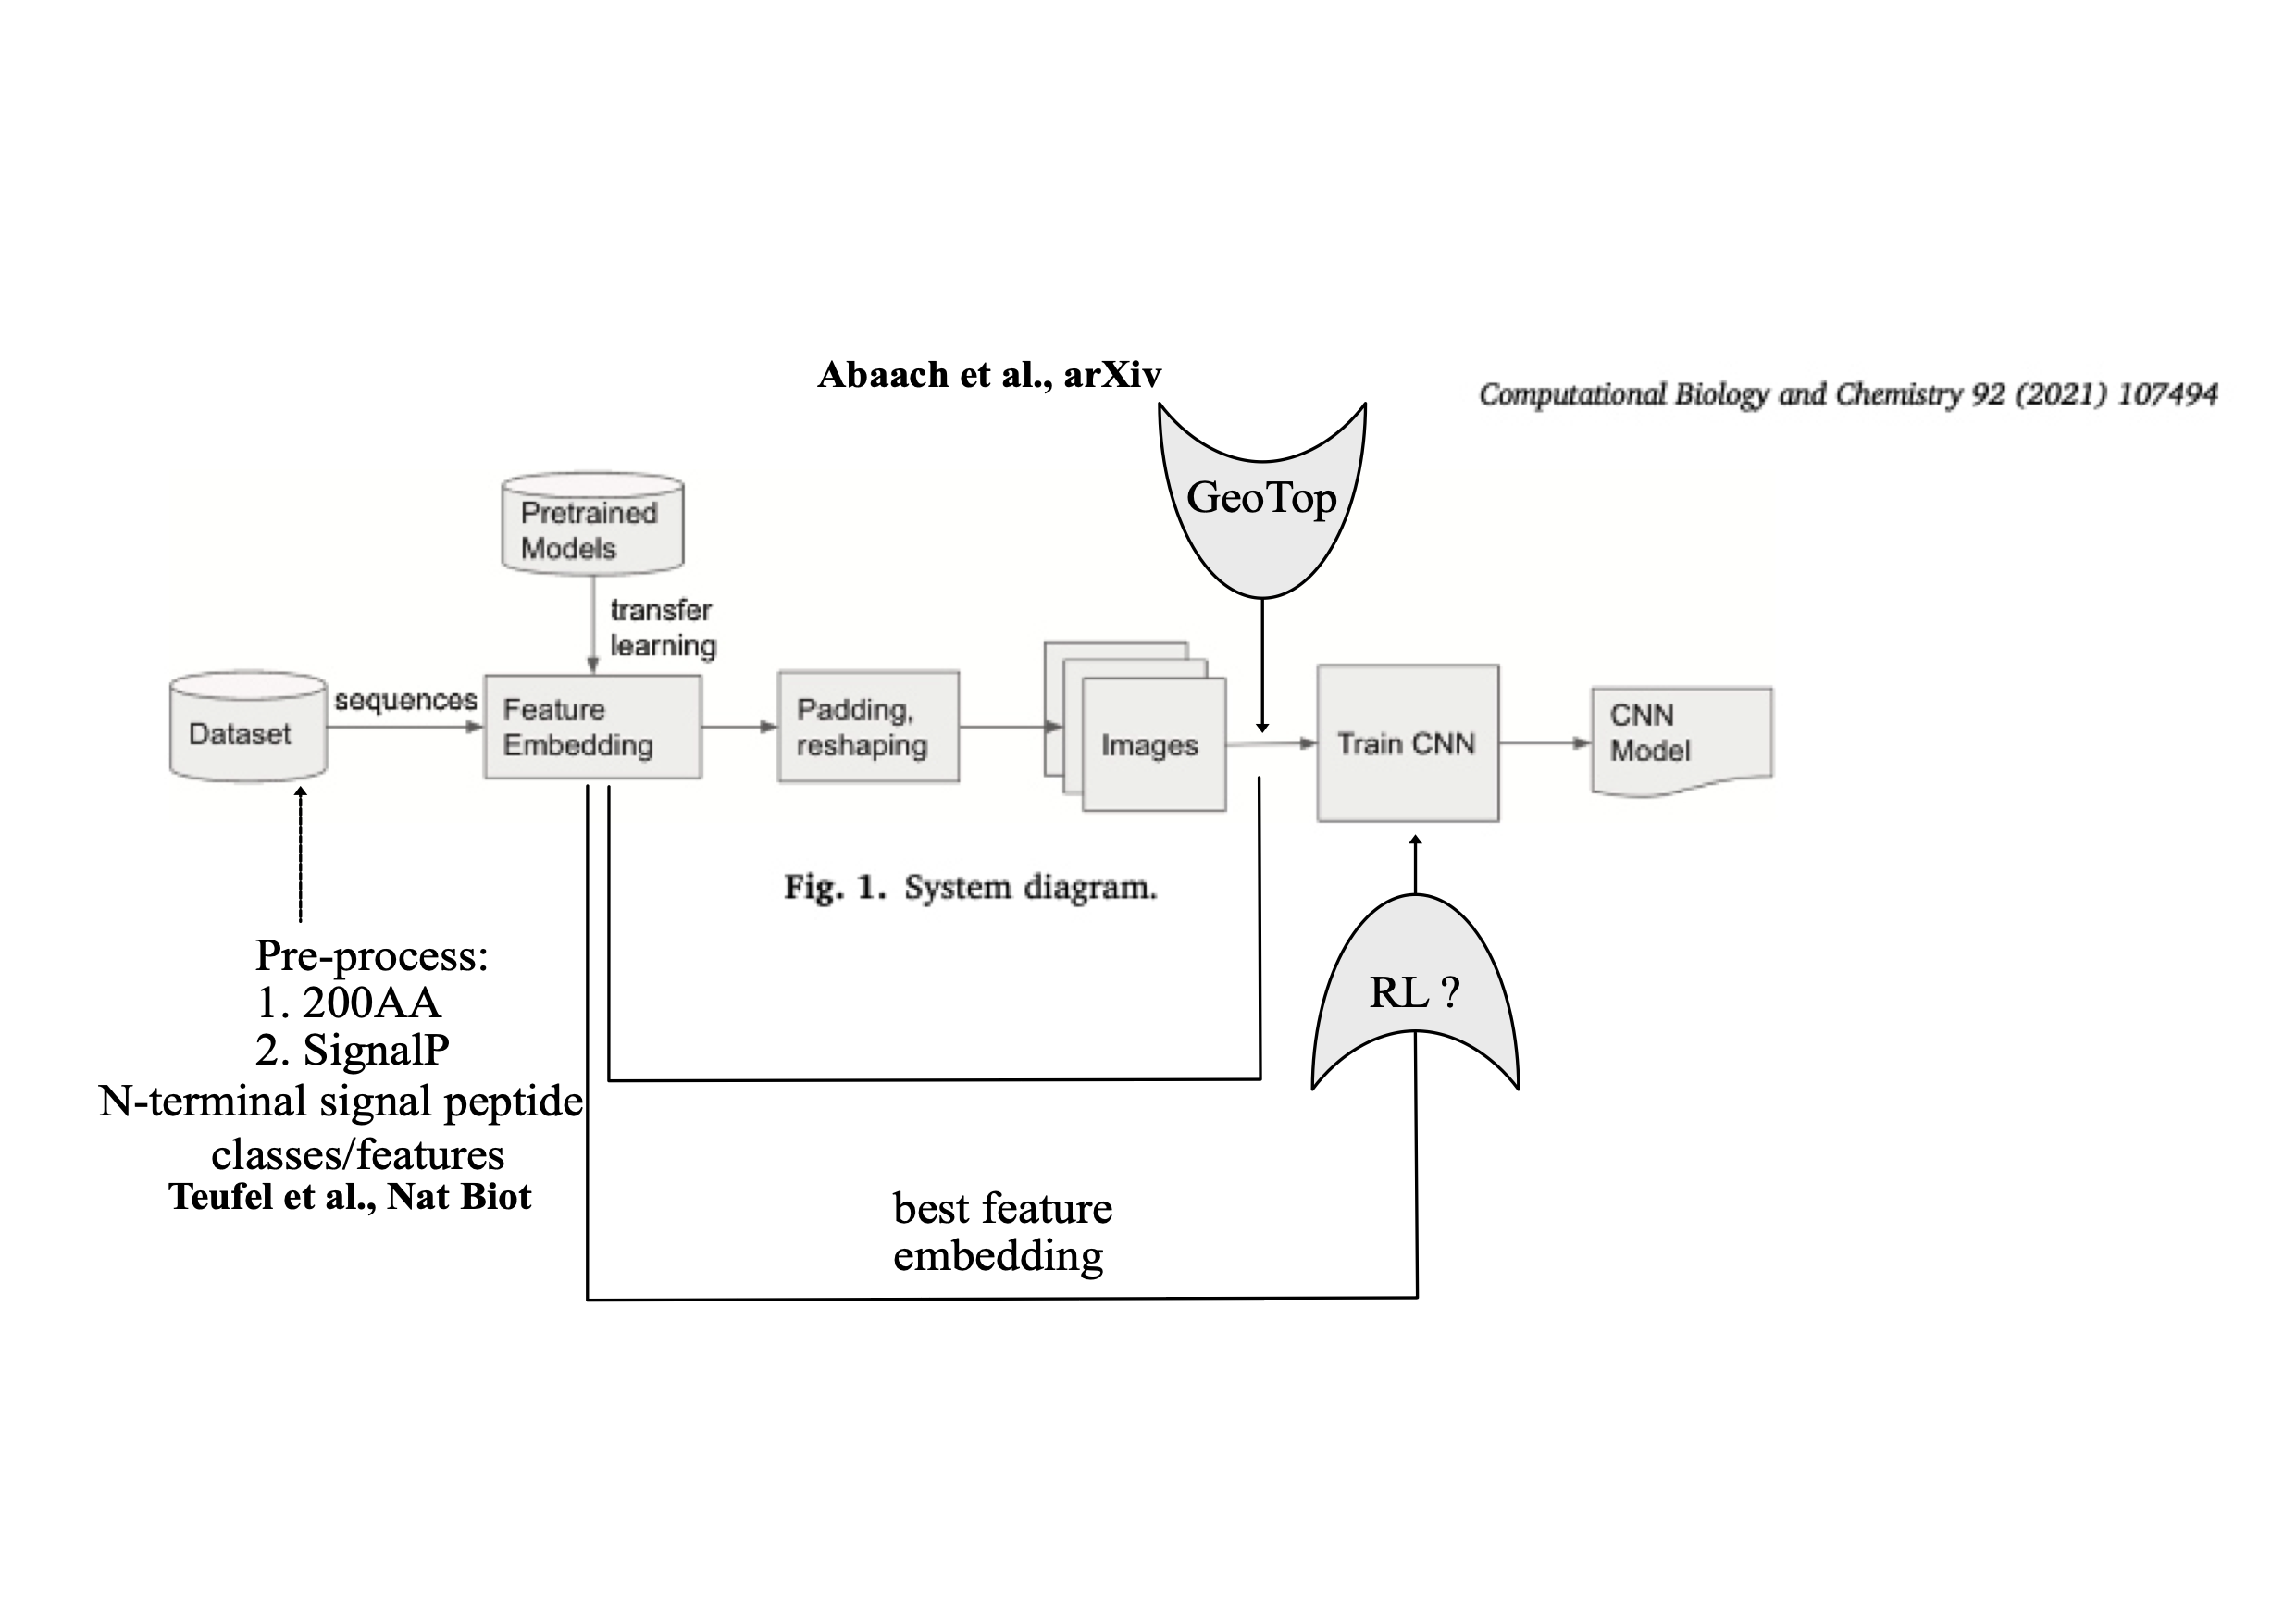 Abaach et al., arXiv
Computational Biology and Chemistry 92 (2021) 107494
GeoTop
Pretrained
Models
transfer
learning
Dataset
sequences
Feature
Embedding
Padding,
reshaping
Images
Train CNN
CNN
Model
Fig. 1. System diagram.
Pre-process:
1. 200AA
2. SignalP
N-terminal signal peptide
classes/features
Teufel et al., Nat Biot
RL ?
best feature
embedding